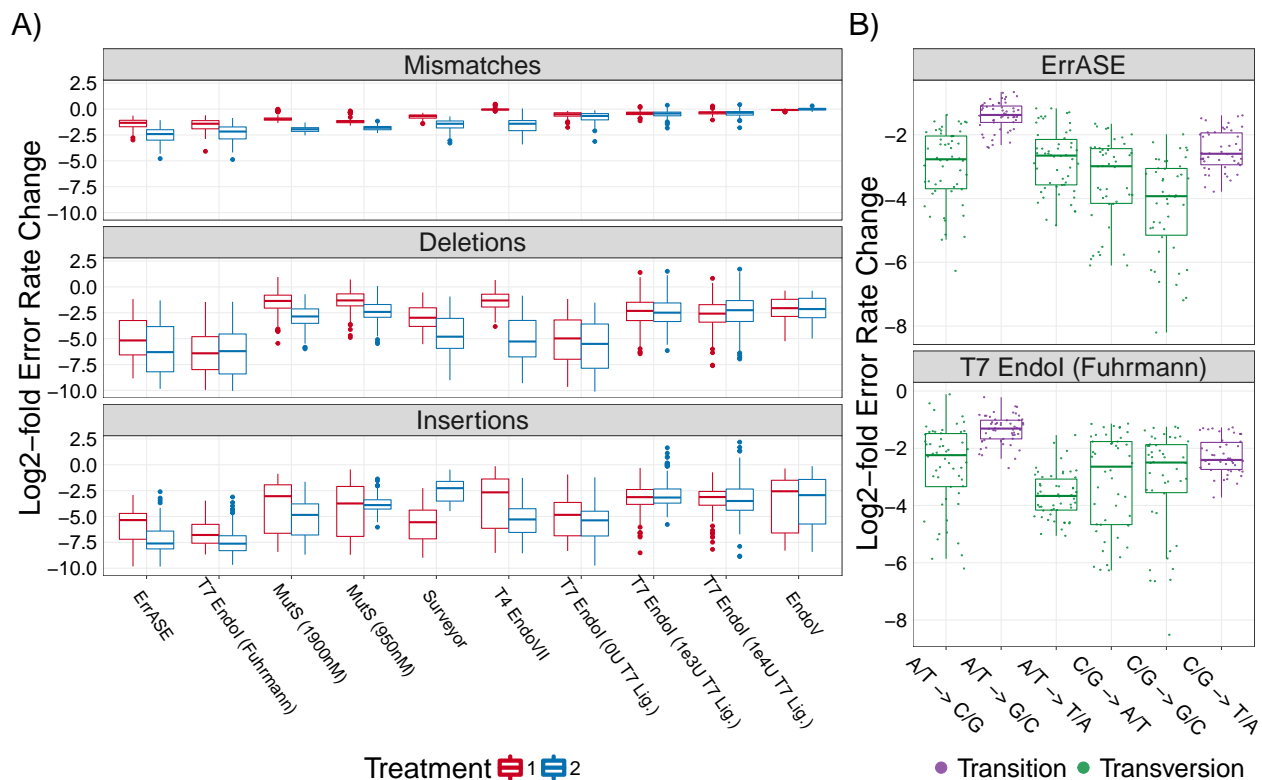 A)
Mismatches
2.5
0.0
−2.5
−5.0
−7.5
−10.0
Deletions
2.5
0.0
−2.5
−5.0
−7.5
−10.0
Insertions
2.5
0.0
−2.5
−5.0
−7.5
−10.0
Log2−fold Error Rate Change
ErrASE
T7 EndoI (Fuhrmann)
MutS (1900nM)
MutS (950nM)
Surveyor
T4 EndoVII
T7 EndoI (0U T7 Lig.)
T7 EndoI (1e3U T7 Lig.)
T7 EndoI (1e4U T7 Lig.)
EndoV
Treatment 1 2
B)
ErrASE
−2
−4
−6
−8
Log2−fold Error Rate Change
T7 EndoI (Fuhrmann)
0
−2
−4
−6
−8
A/T −> C/G
A/T −> G/C
A/T −> T/A
C/G −> A/T
C/G −> G/C
C/G −> T/A
Transition Transversion